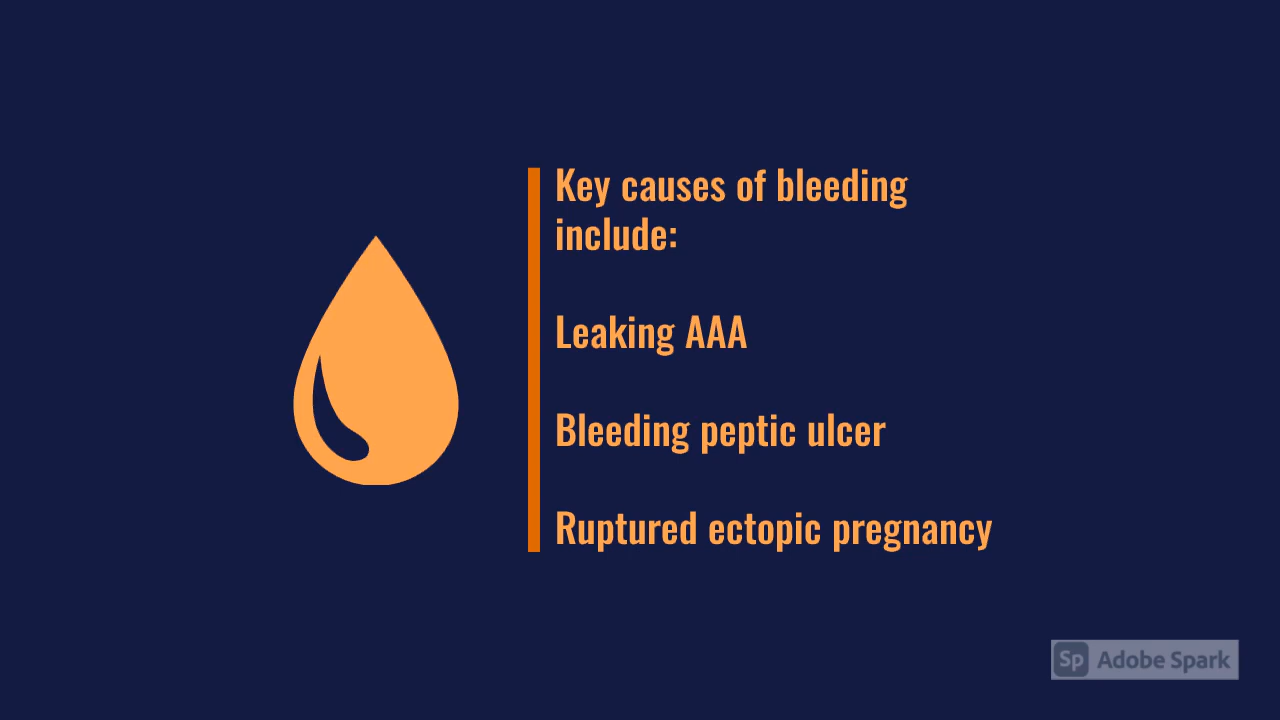 Key causes of bleeding
include:
Leaking AAA
Bleeding peptic ulcer
Ruptured ectopic pregnancy
Sp Adobe Spark